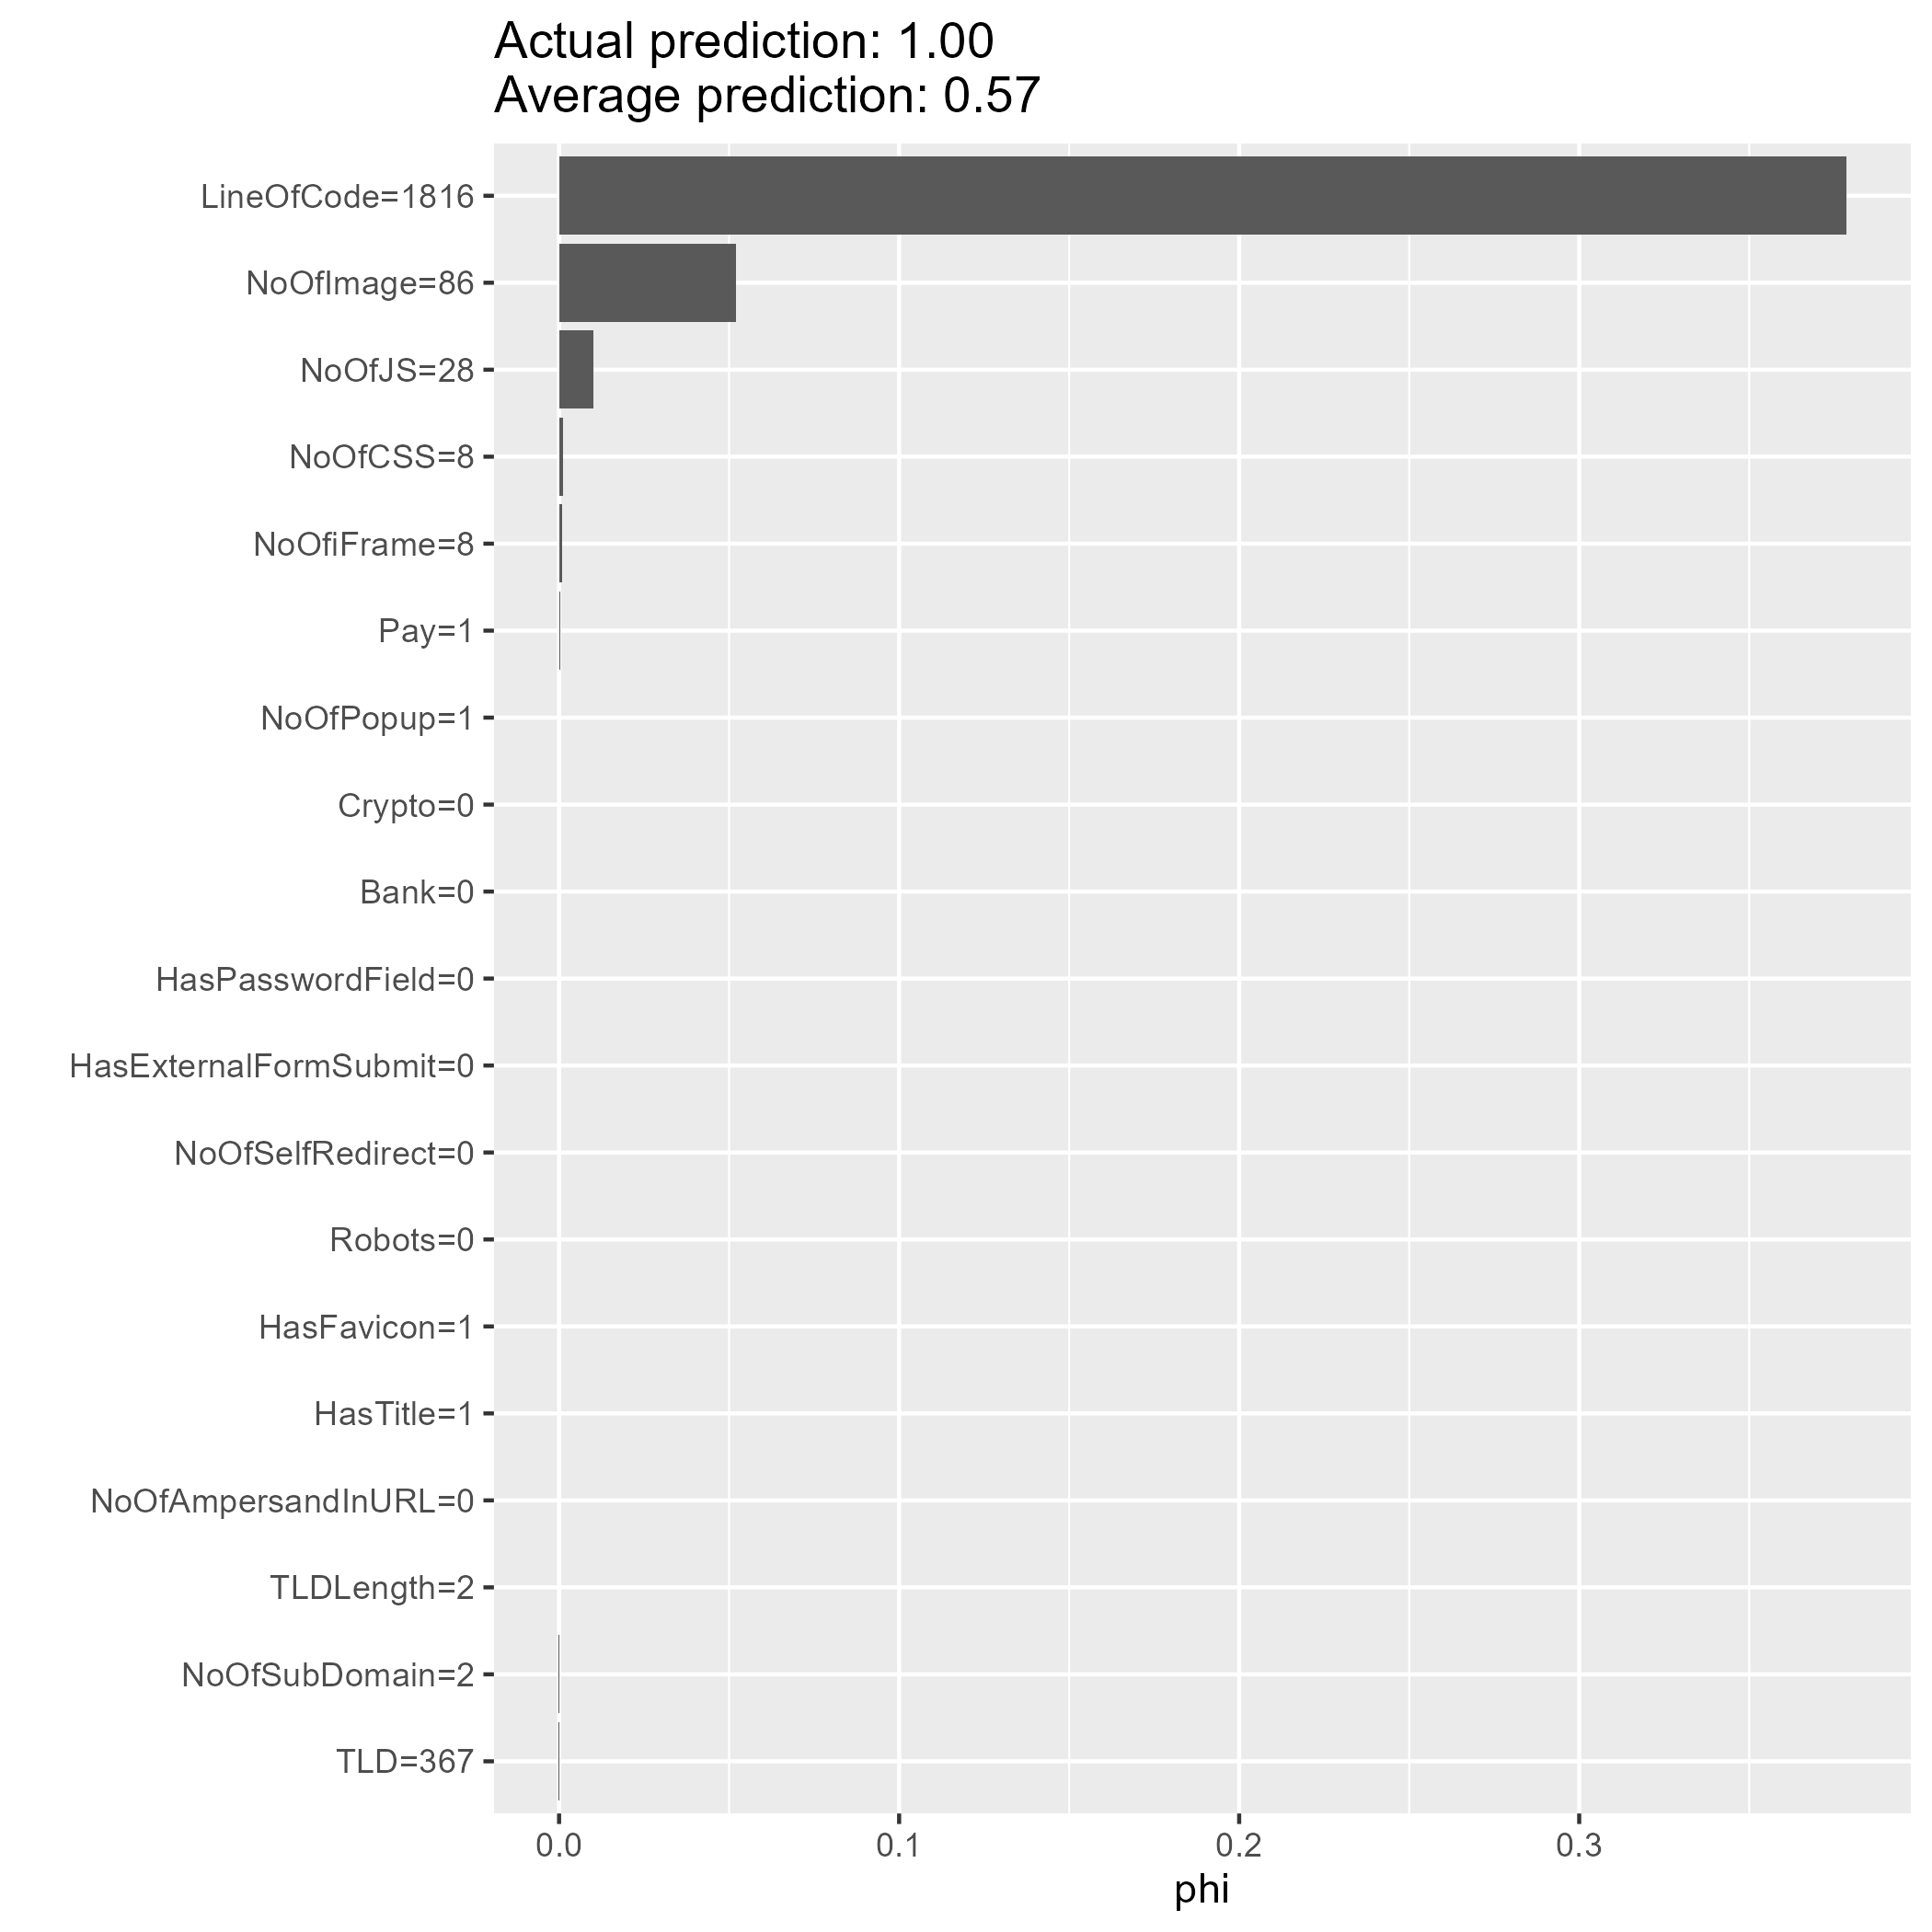 Actual prediction: 1.00
Average prediction: 0.57
LineOfCode=1816
NoOfImage=86
NoOfJS=28
NoOfCSS=8
NoOfiFrame=8
Pay=1
NoOfPopup=1
Crypto=0
Bank=0
HasPasswordField=0
HasExternalFormSubmit=0
NoOfSelfRedirect=0
Robots=0
HasFavicon=1
HasTitle=1
NoOfAmpersandInURL=0
TLDLength=2
NoOfSubDomain=2
TLD=367
0.0 0.1 0.2 0.3
phi